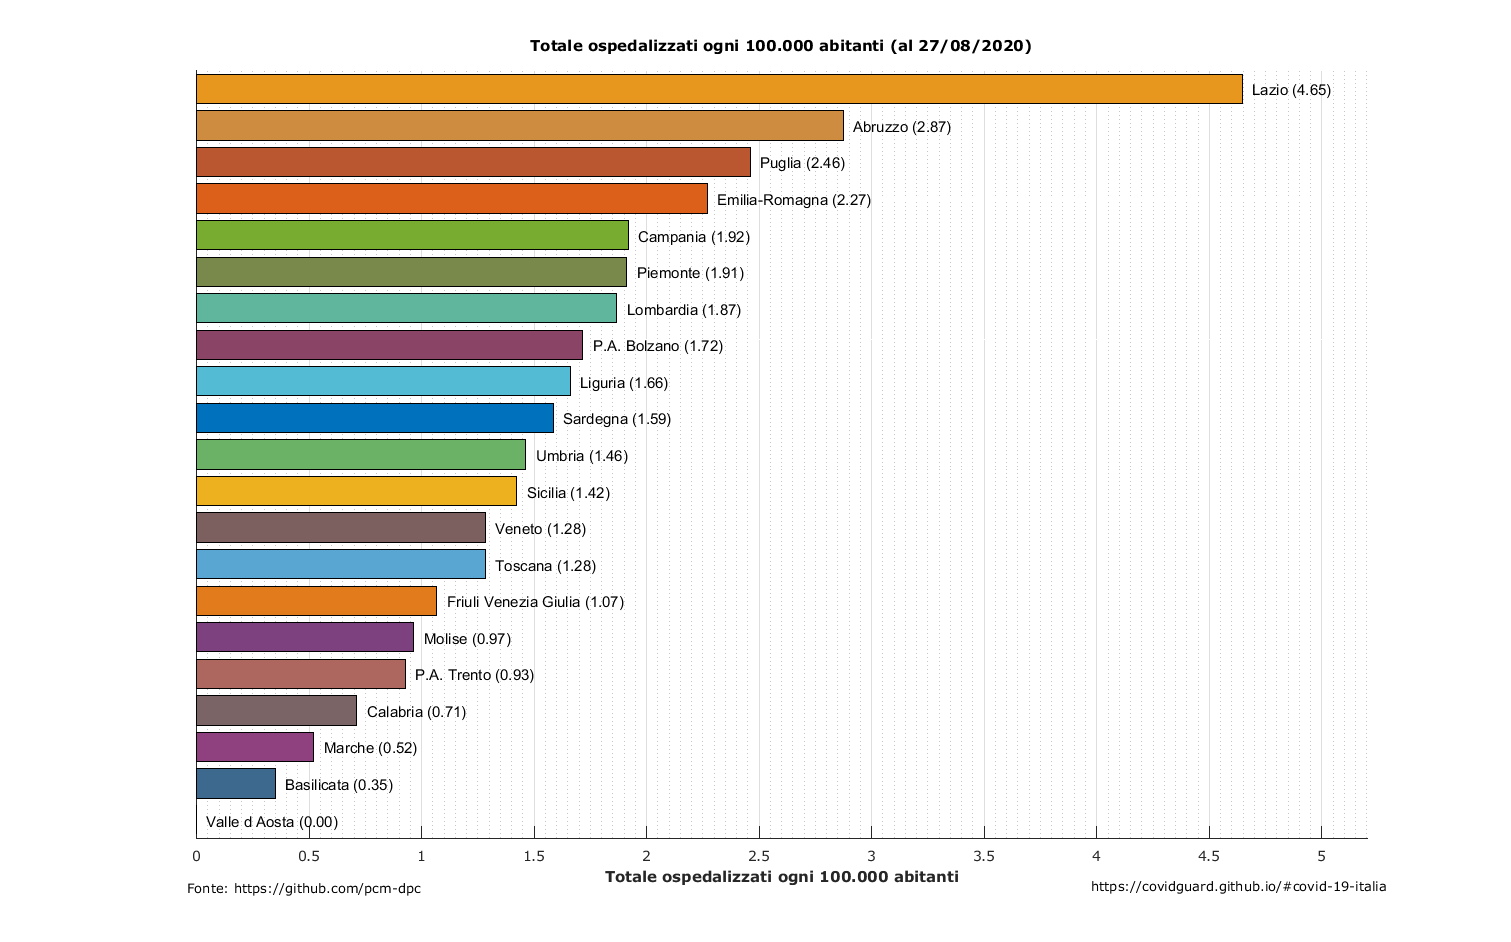 Totale ospedalizzati ogni 100.000 abitanti (al 27/08/2020)
Lazio (4.65)
Abruzzo (2.87)
Puglia (2.46)
Emilia-Romagna (2.27)
Campania (1.92)
Piemonte (1.91)
Lombardia (1.87)
P.A. Bolzano (1.72)
Liguria (1.66)
Sardegna (1.59)
Umbria (1.46)
Sicilia (1.42)
Veneto (1.28)
Toscana (1.28)
Friuli Venezia Giulia (1.07)
Molise (0.97)
P.A. Trento (0.93)
Calabria (0.71)
Marche (0.52)
Basilicata (0.35)
Valle d Aosta (0.00)
0 0.5 1 1.5 2 2.5 3 3.5 4 4.5 5
Totale ospedalizzati ogni 100.000 abitanti
Fonte: https://github.com/pcm-dpc
https://covidguard.github.io/#covid-19-italia